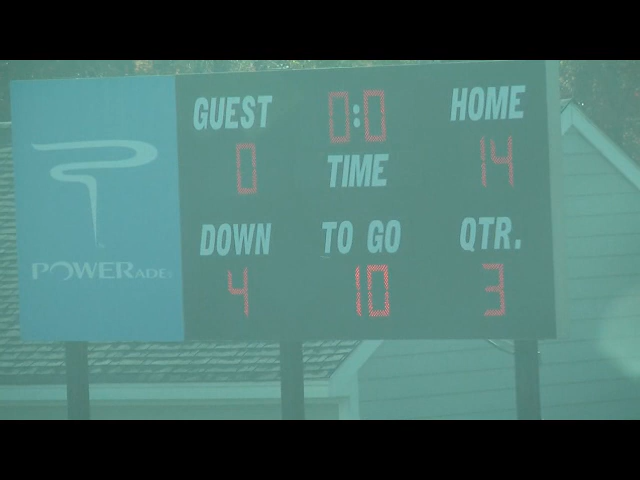 GUEST 0:0 HOME
0 TIME 14
DOWN TO GO QTR.
4 10 3
POWERADE